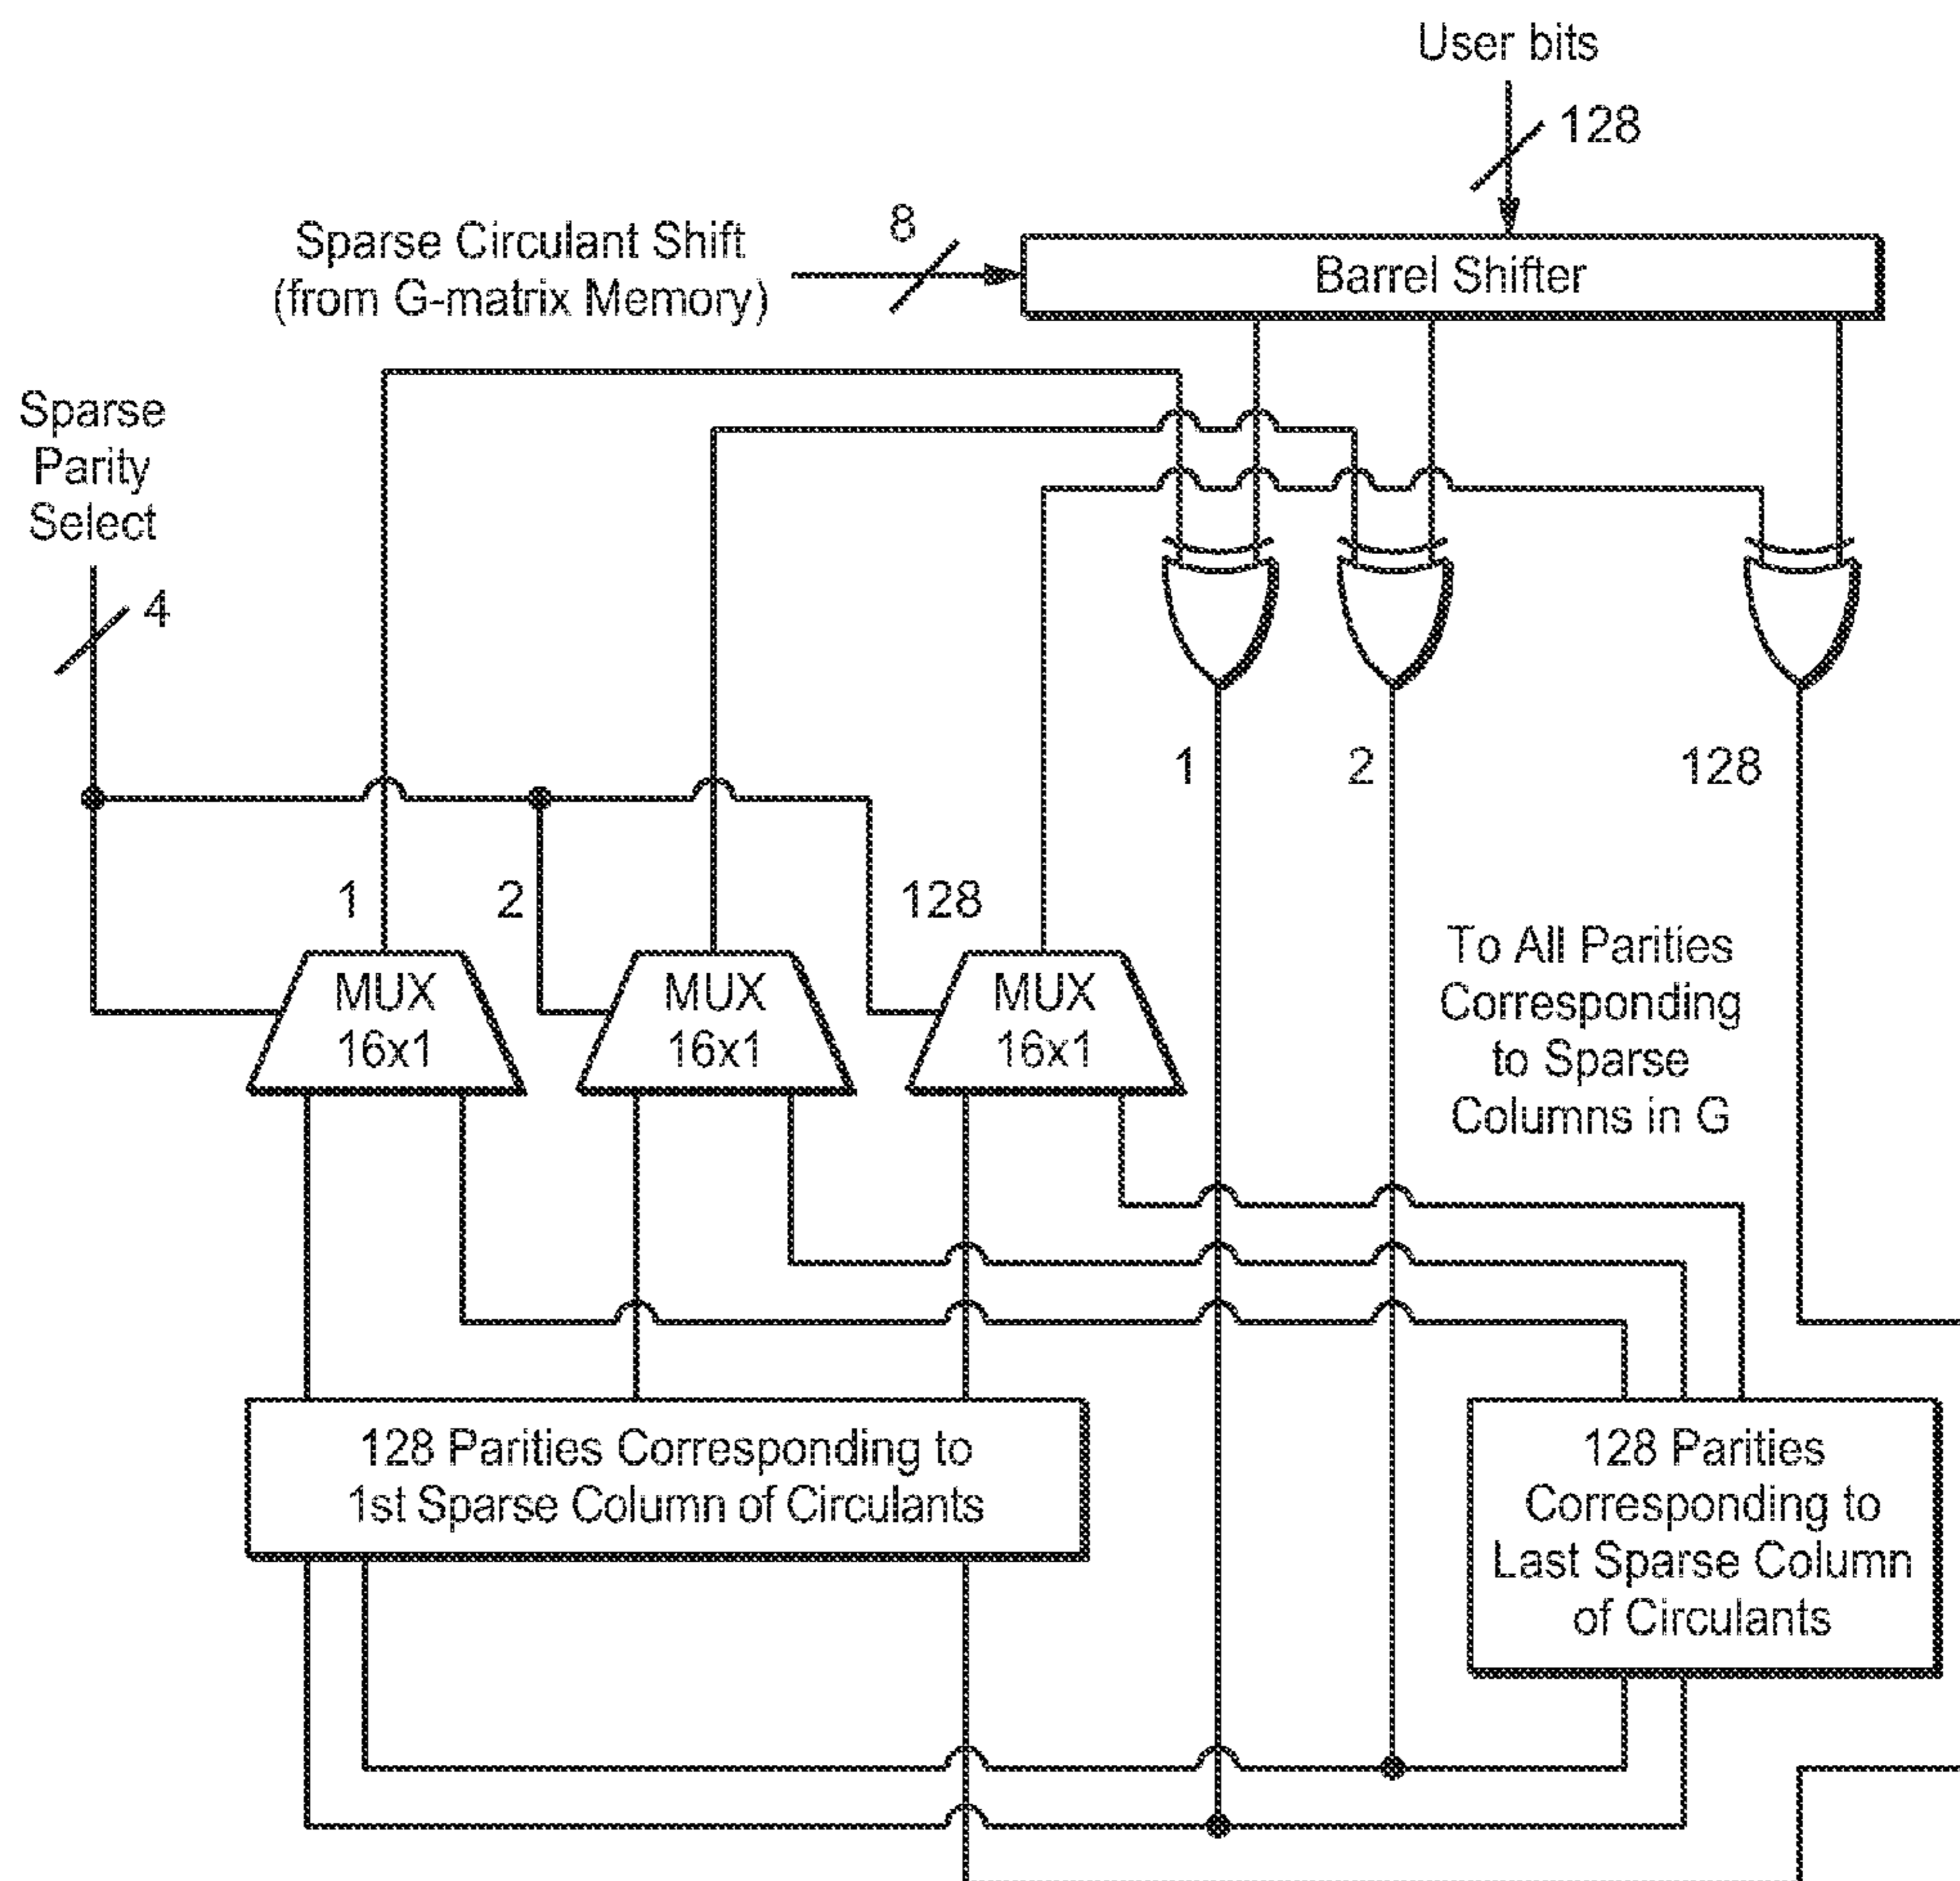 User bits
128
Sparse Circulant Shift
(from G-matrix Memory)
8
Barrel Shifter
Sparse
Parity
Select
4
1
2
128
1
2
128
MUX
16x1
MUX
16x1
MUX
16x1
To All Parities
Corresponding
to Sparse
Columns in G
128 Parities Corresponding to
1st Sparse Column of Circulants
128 Parities
Corresponding to
Last Sparse Column
of Circulants